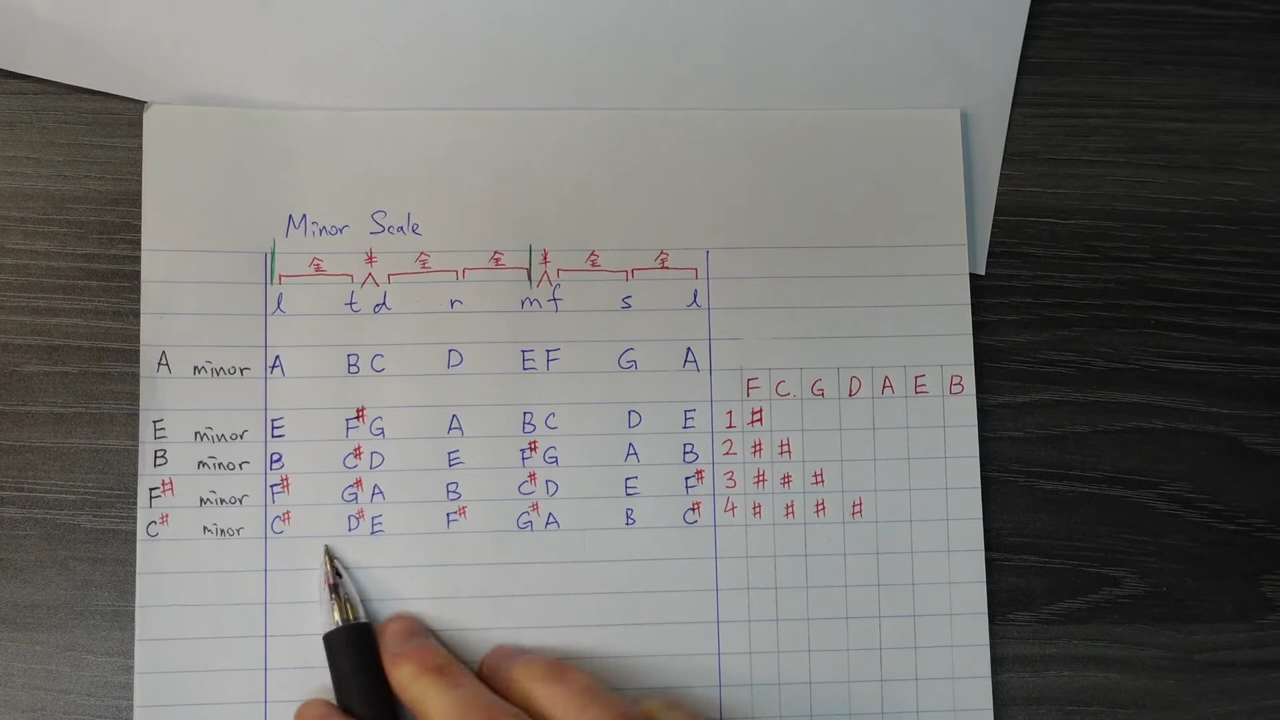 Minor Scale
全 半 全 全 半 全 全
l t d r m f s l
A minor A B C D E F G A
F C. G D A E B
E minor E F# G A B C D E 1 #
B minor B C# D E F# G A B 2 # #
F# minor F# G# A B C# D E F# 3 # # #
C# minor C# D# E F# G# A B C# 4 # # # #